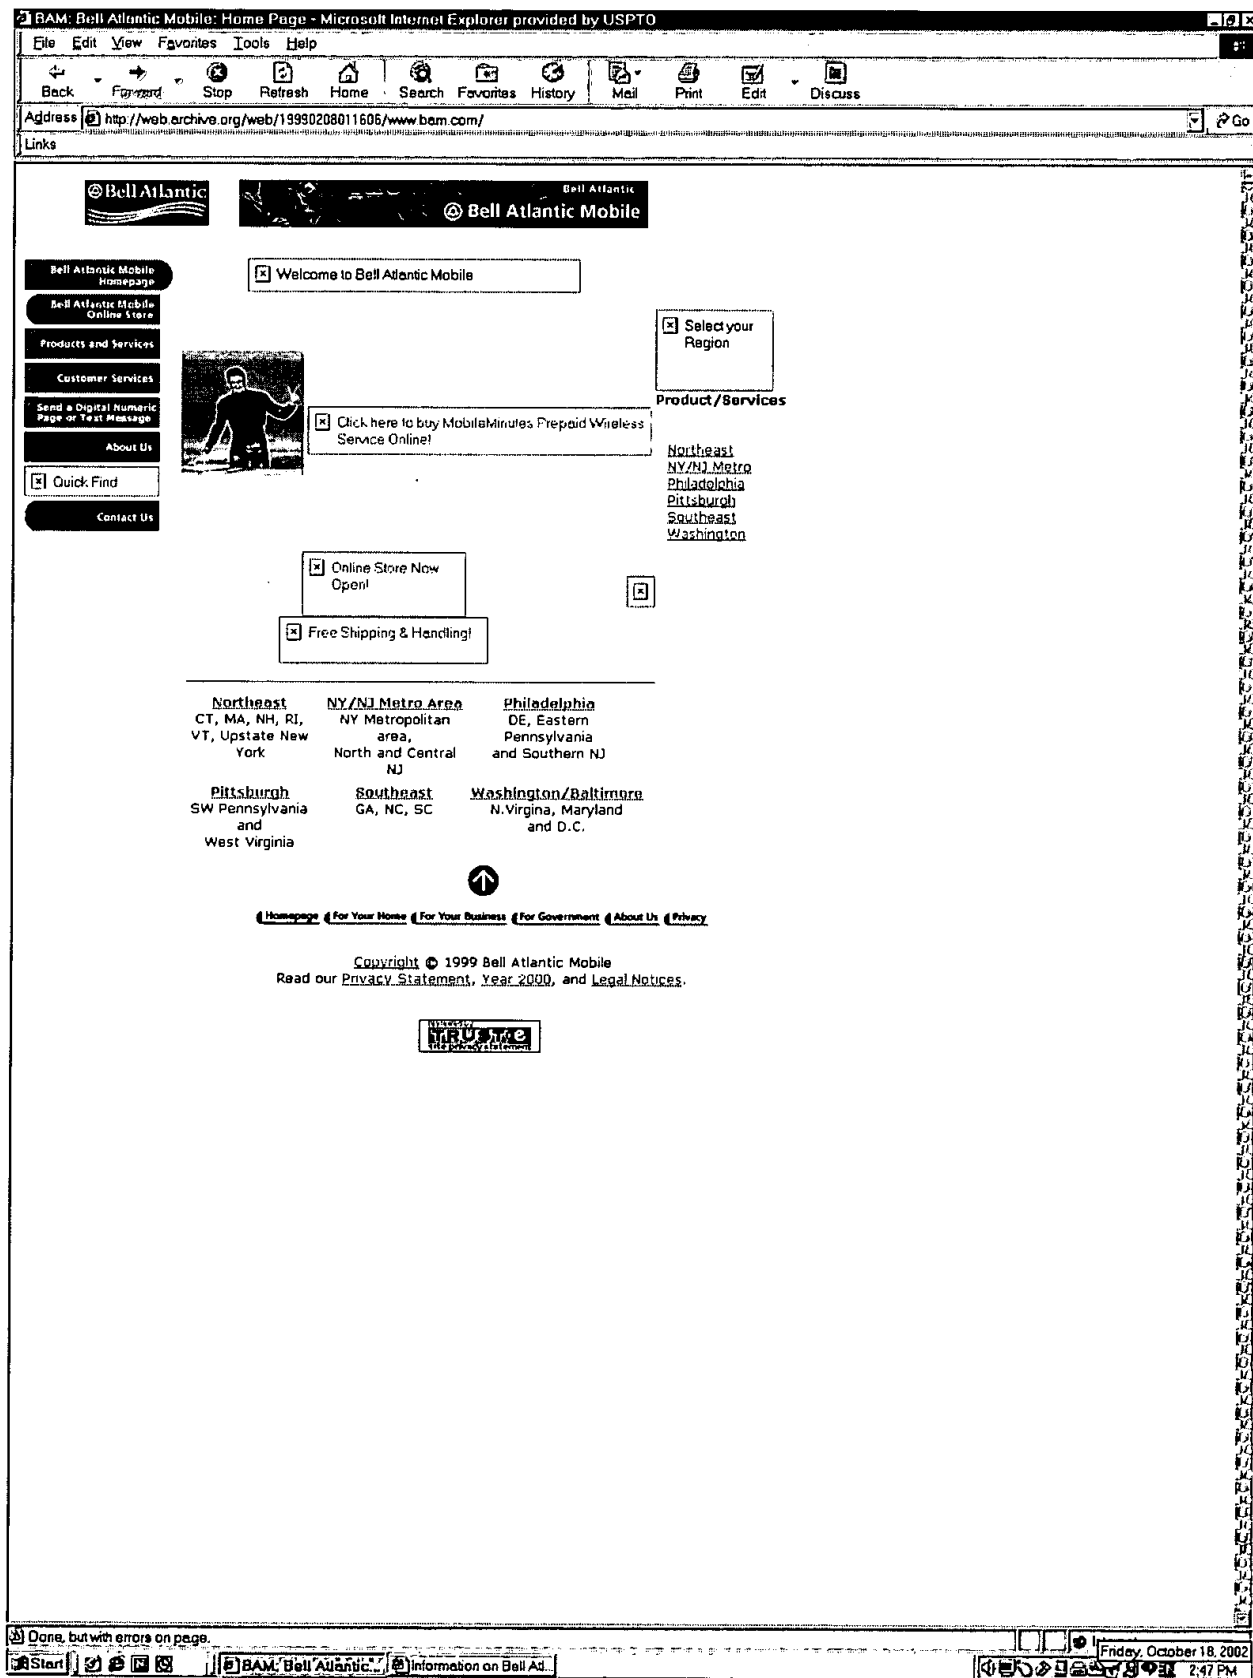 BAM: Bell Atlantic Mobile: Home Page - Microsoft Internet Explorer provided by USPTO
File Edit View Favorites Tools Help
Back Forward Stop Refresh Home Search Favorites History Mail Print Edit Discuss
Address http://web.archive.org/web/19990208011606/www.bam.com/ Go
Links
Bell Atlantic
Bell Atlantic
Bell Atlantic Mobile
Bell Atlantic Mobile
Homepage
Bell Atlantic Mobile
Online Store
Products and Services
Customer Services
Send a Digital Numeric
Page or Text Message
About Us
Quick Find
Contact Us
Welcome to Bell Atlantic Mobile
Click here to buy MobileMinutes Prepaid Wireless
Service Online!
Select your
Region
Product/Services
Northeast
NY/NJ Metro
Philadelphia
Pittsburgh
Southeast
Washington
Online Store Now
Open!
Free Shipping & Handling!
Northeast
CT, MA, NH, RI,
VT, Upstate New
York
NY/NJ Metro Area
NY Metropolitan
area,
North and Central
NJ
Philadelphia
DE, Eastern
Pennsylvania
and Southern NJ
Pittsburgh
SW Pennsylvania
and
West Virginia
Southeast
GA, NC, SC
Washington/Baltimore
N.Virgina, Maryland
and D.C.
Homepage For Your Home For Your Business For Government About Us Privacy
Copyright © 1999 Bell Atlantic Mobile
Read our Privacy Statement, Year 2000, and Legal Notices.
TRUSTe
site privacy statement
Done, but with errors on page.
Friday, October 18, 2002
Start BAM: Bell Atlantic... Information on Bell Atl... 2:47 PM